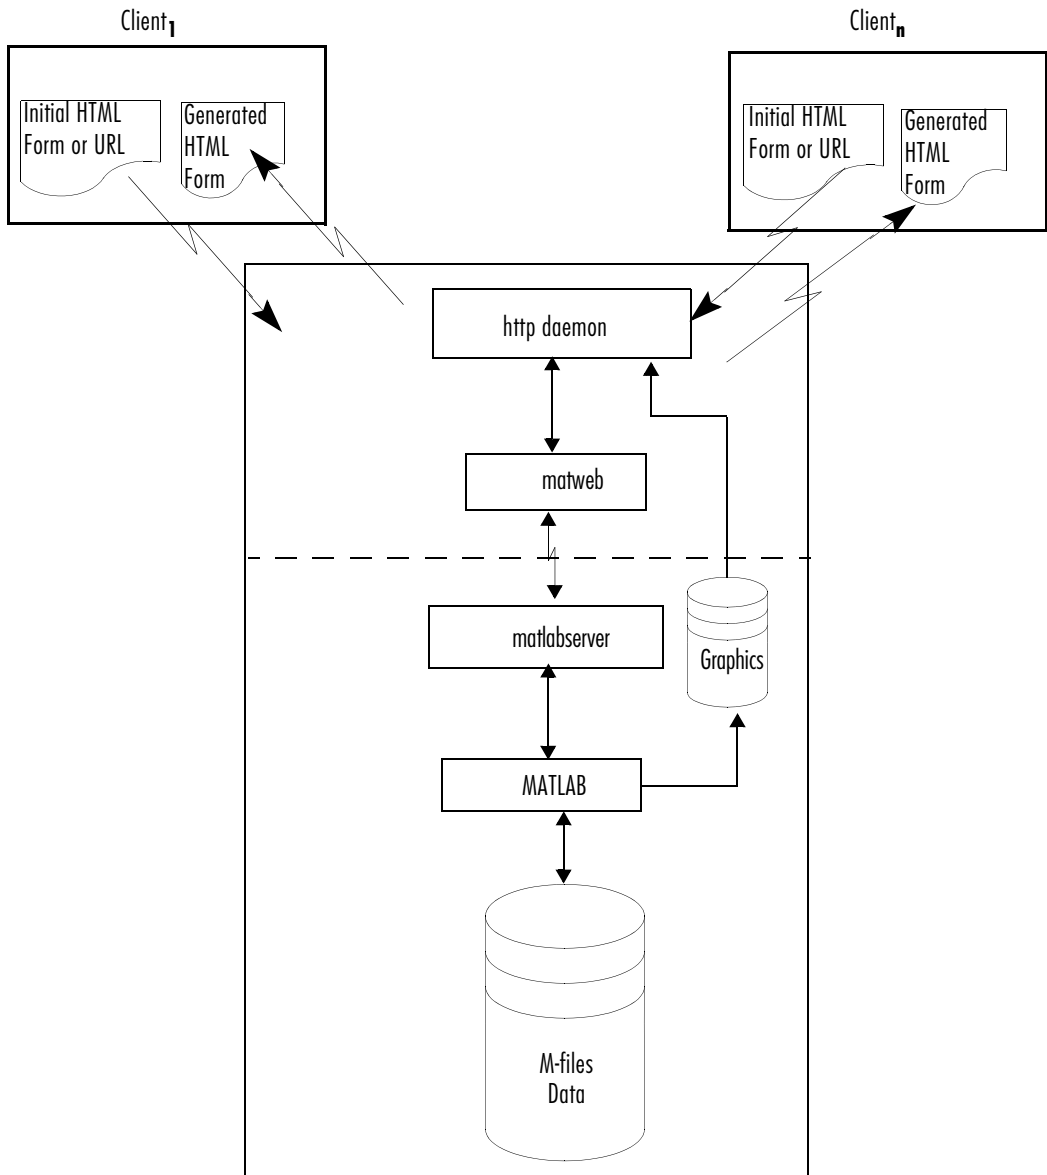 Client1
Clientn
Initial HTML
Form or URL
Generated
HTML
Form
Initial HTML
Form or URL
Generated
HTML
Form
http daemon
matweb
matlabserver
Graphics
MATLAB
M-files
Data